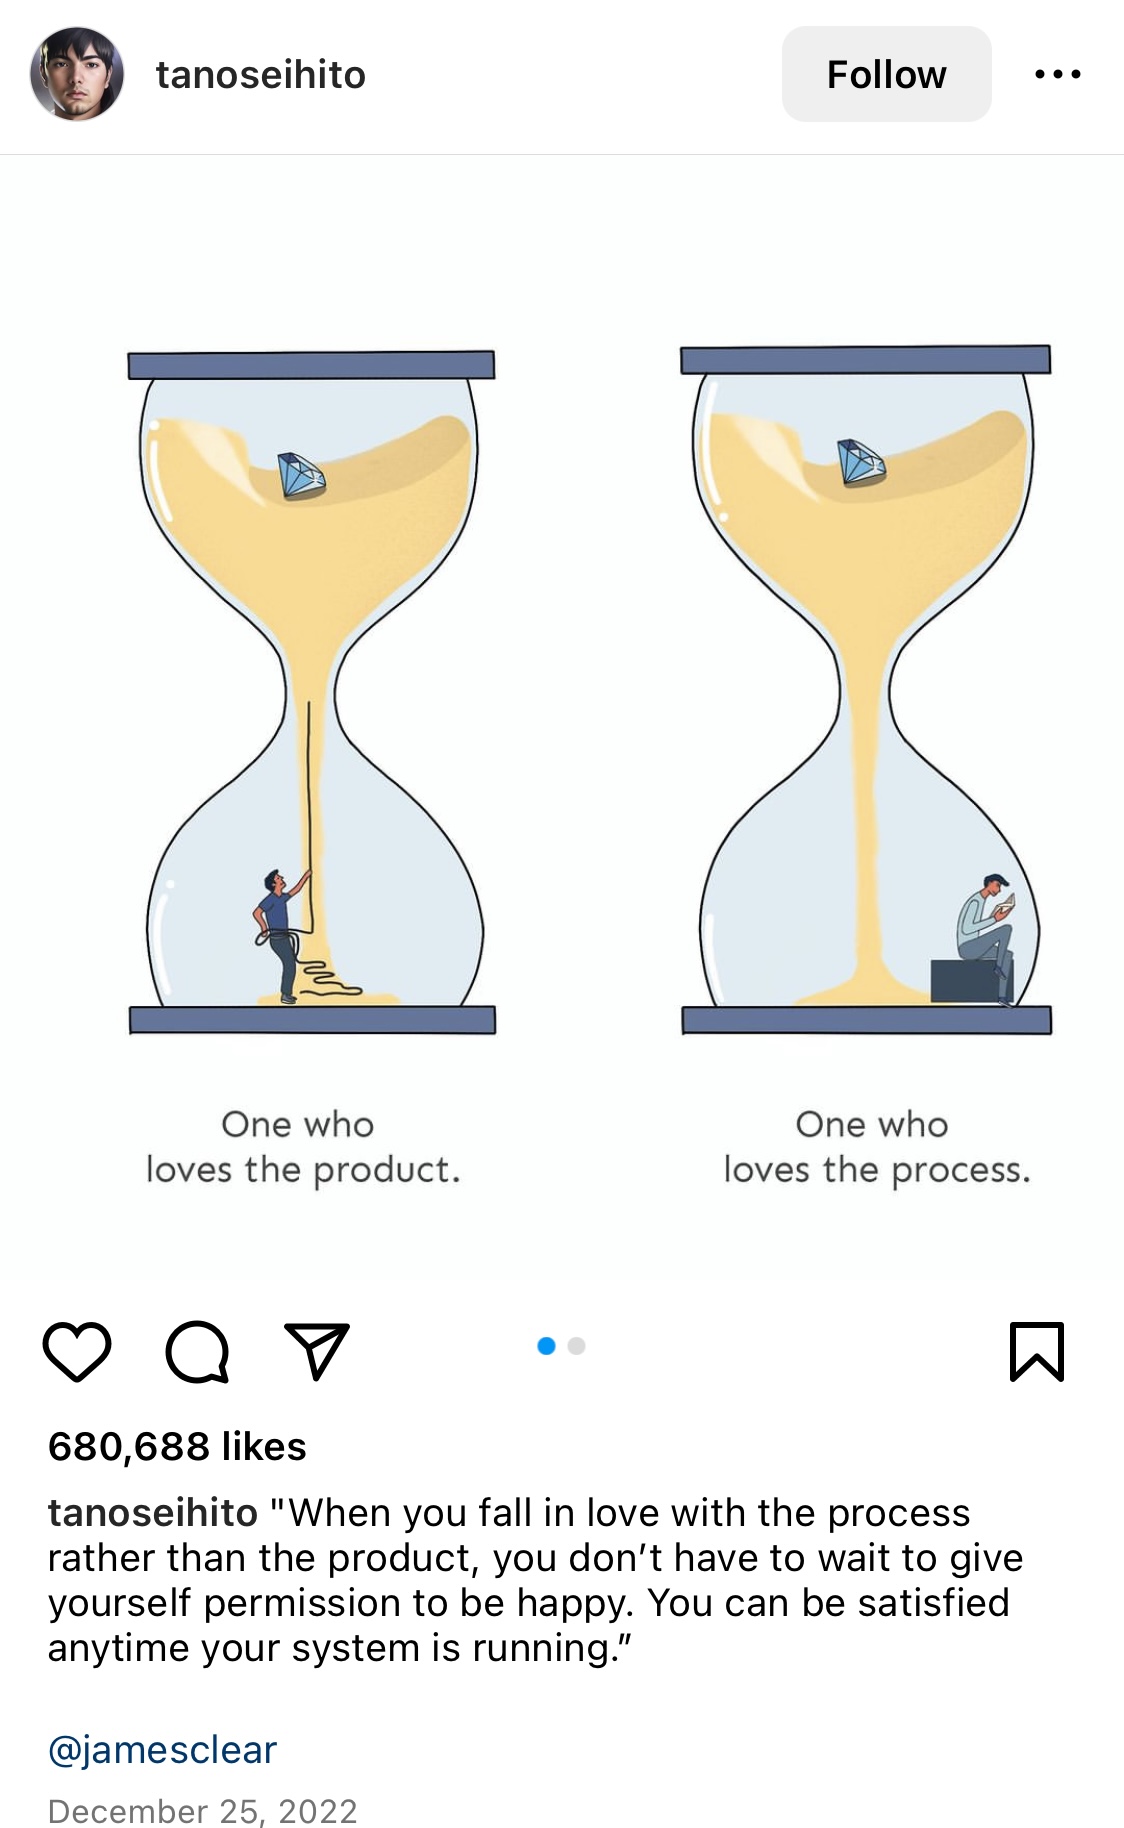 tanoseihito
Follow
One who
loves the product.
One who
loves the process.
680,688 likes
tanoseihito "When you fall in love with the process
rather than the product, you don’t have to wait to give
yourself permission to be happy. You can be satisfied
anytime your system is running.”
@jamesclear
December 25, 2022